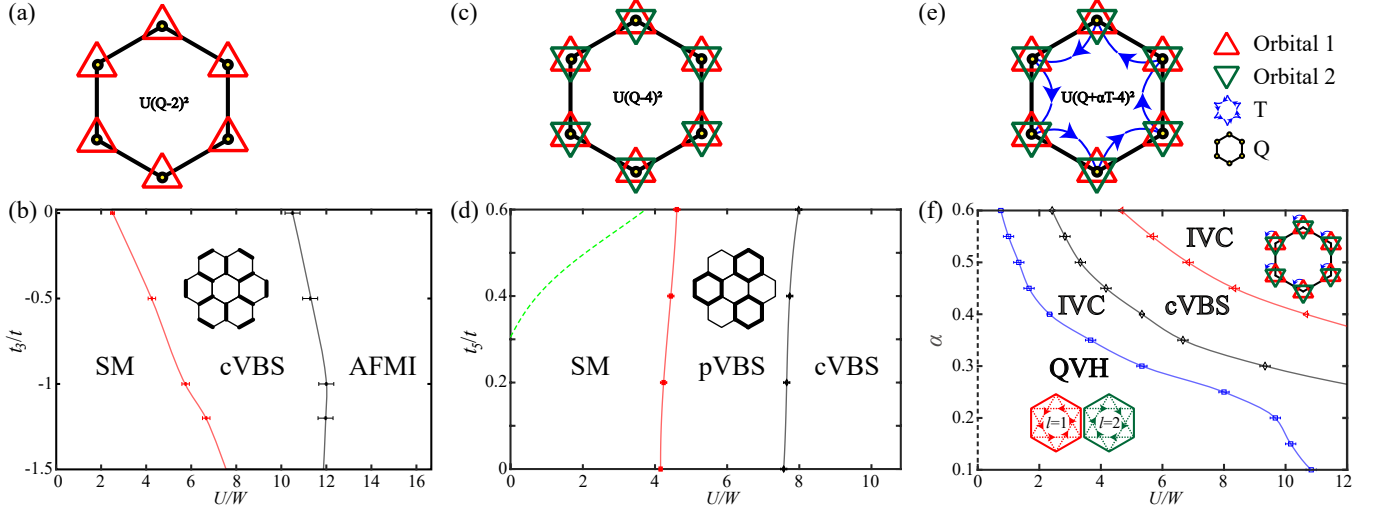 (a)
U(Q-2)²
(c)
U(Q-4)²
(e)
U(Q+αT-4)²
Orbital 1
Orbital 2
T
Q
(b)
t₃/t
0
-0.5
-1
-1.5
SM
cVBS
AFMI
0 2 4 6 8 10 12 14 16
U/W
(d)
t₅/t
0.6
0.4
0.2
0
SM
pVBS
cVBS
0 2 4 6 8 10
U/W
(f)
α
0.6
0.5
0.4
0.3
0.2
0.1
IVC
IVC
cVBS
QVH
l=1
l=2
0 2 4 6 8 10 12
U/W